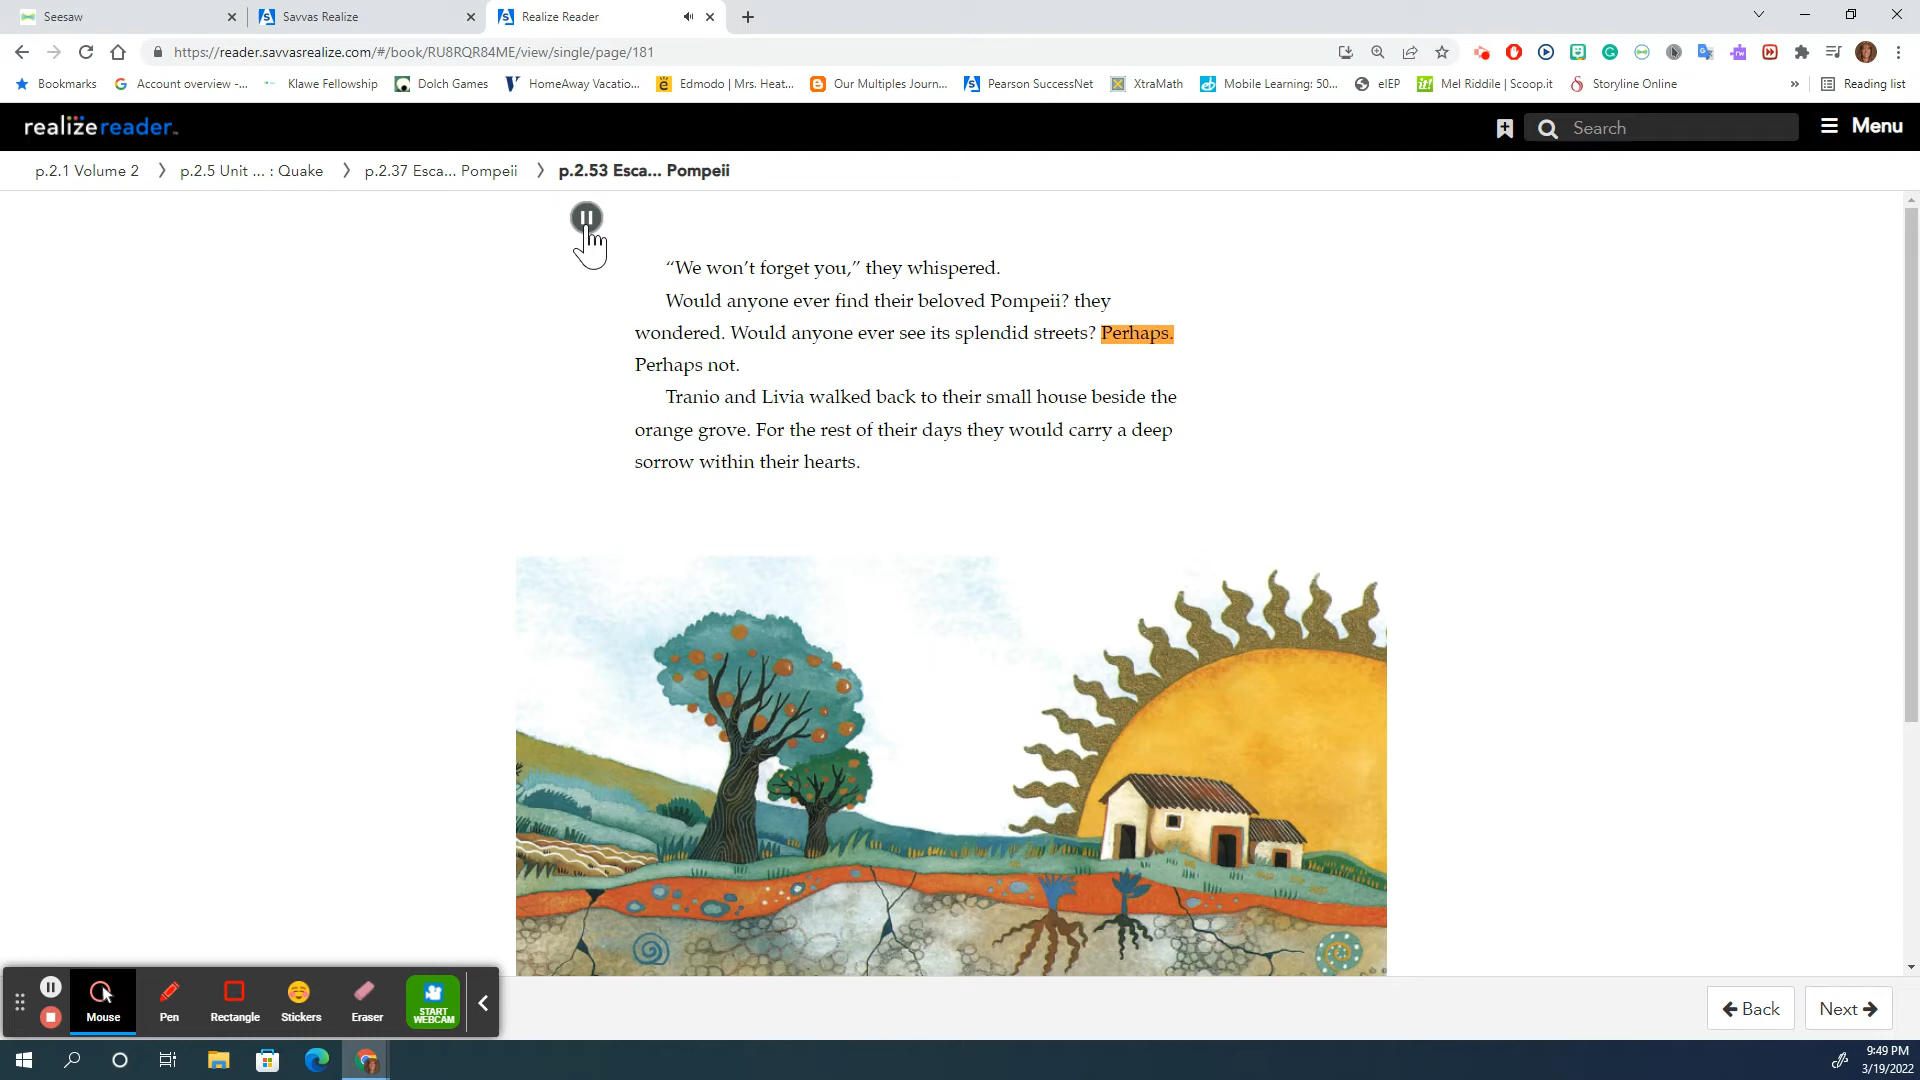 Seesaw
Savvas Realize
Realize Reader
https://reader.savvasrealize.com/#/book/RU8RQR84ME/view/single/page/181
Bookmarks
Account overview -...
Klawe Fellowship
Dolch Games
HomeAway Vacatio...
Edmodo | Mrs. Heat...
Our Multiples Journ...
Pearson SuccessNet
XtraMath
Mobile Learning: 50...
eIEP
Mel Riddle | Scoop.it
Storyline Online
»
Reading list
realizereader™
Search
Menu
p.2.1 Volume 2
p.2.5 Unit ... : Quake
p.2.37 Esca... Pompeii
p.2.53 Esca... Pompeii
“We won’t forget you,” they whispered.
Would anyone ever find their beloved Pompeii? they
wondered. Would anyone ever see its splendid streets? Perhaps.
Perhaps not.
Tranio and Livia walked back to their small house beside the
orange grove. For the rest of their days they would carry a deep
sorrow within their hearts.
Mouse
Pen
Rectangle
Stickers
Eraser
START
WEBCAM
Back
Next
9:49 PM
3/19/2022